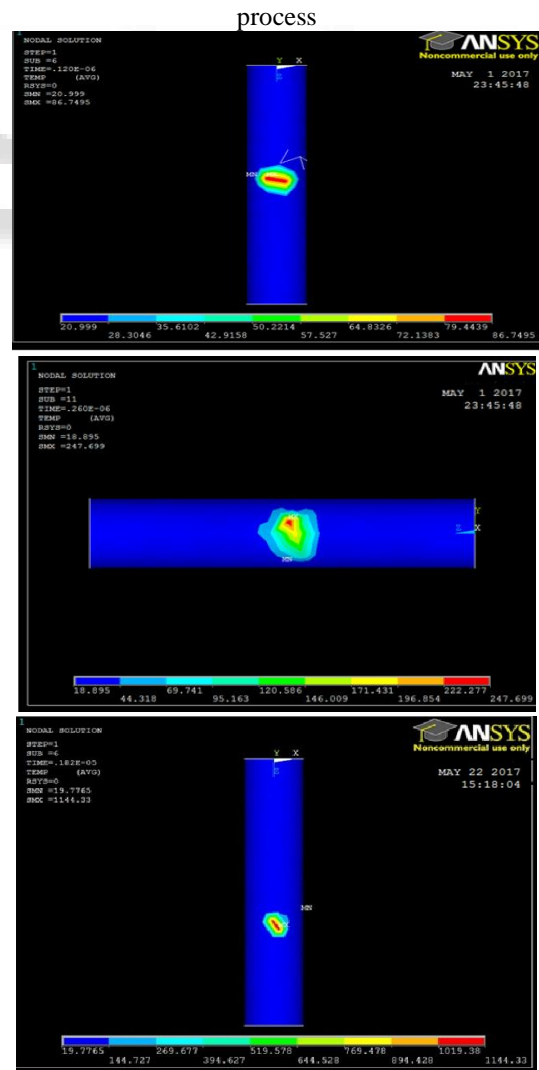 process
1
NODAL SOLUTION
STEP=1
SUB =6
TIME=.120E-06
TEMP (AVG)
RSYS=0
SMN =20.999
SMX =86.7495
ANSYS
Noncommercial use only
MAY 1 2017
23:45:48
Y X
MN
20.999 35.6102 50.2214 64.8326 79.4439
28.3046 42.9158 57.527 72.1383 86.7495
1
NODAL SOLUTION
STEP=1
SUB =11
TIME=.260E-06
TEMP (AVG)
RSYS=0
SMN =18.895
SMX =247.699
ANSYS
MAY 1 2017
23:45:48
MX
Y
X
MN
18.895 69.741 120.586 171.431 222.277
44.318 95.163 146.009 196.854 247.699
1
NODAL SOLUTION
STEP=1
SUB =6
TIME=.182E-05
TEMP (AVG)
RSYS=0
SMN =19.7765
SMX =1144.33
ANSYS
Noncommercial use only
MAY 22 2017
15:18:04
Y X
MN
19.7765 269.677 519.578 769.478 1019.38
144.727 394.627 644.528 894.428 1144.33